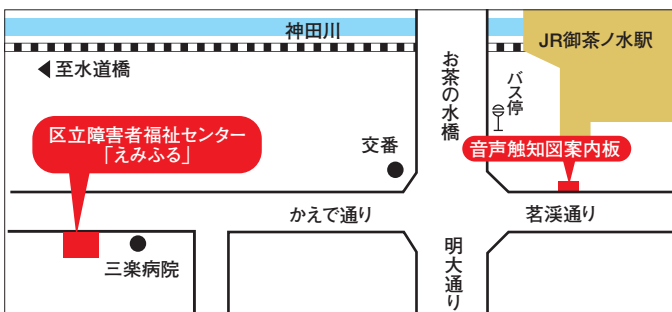 神田川
JR御茶ノ水駅
◀至水道橋
お茶の水橋
バス停
区立障害者福祉センター
「えみふる」
交番
音声触知図案内板
かえで通り
茗渓通り
三楽病院
明大通り